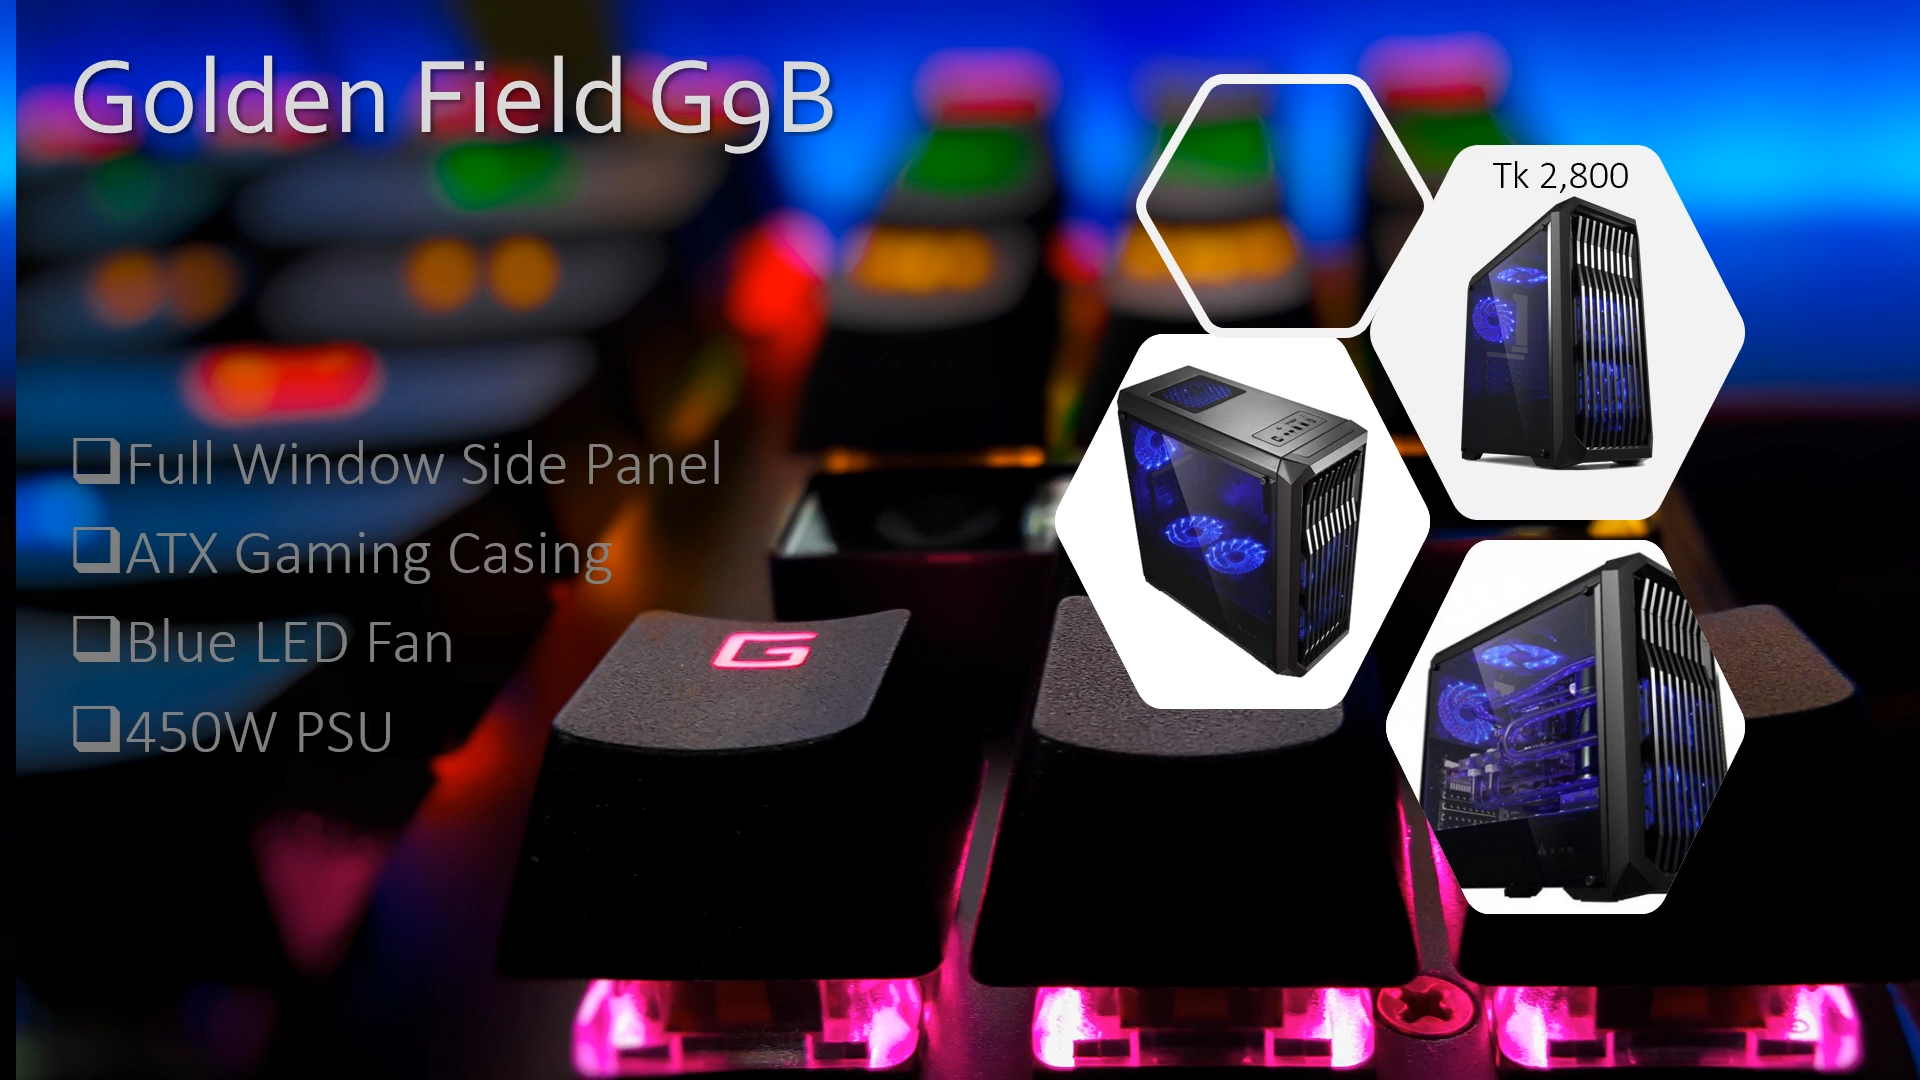 Golden Field G9B
Tk 2,800
❑Full Window Side Panel
❑ATX Gaming Casing
❑Blue LED Fan
❑450W PSU
G